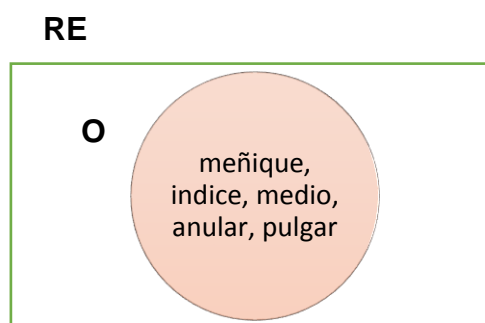 RE
O
meñique,
indice, medio,
anular, pulgar